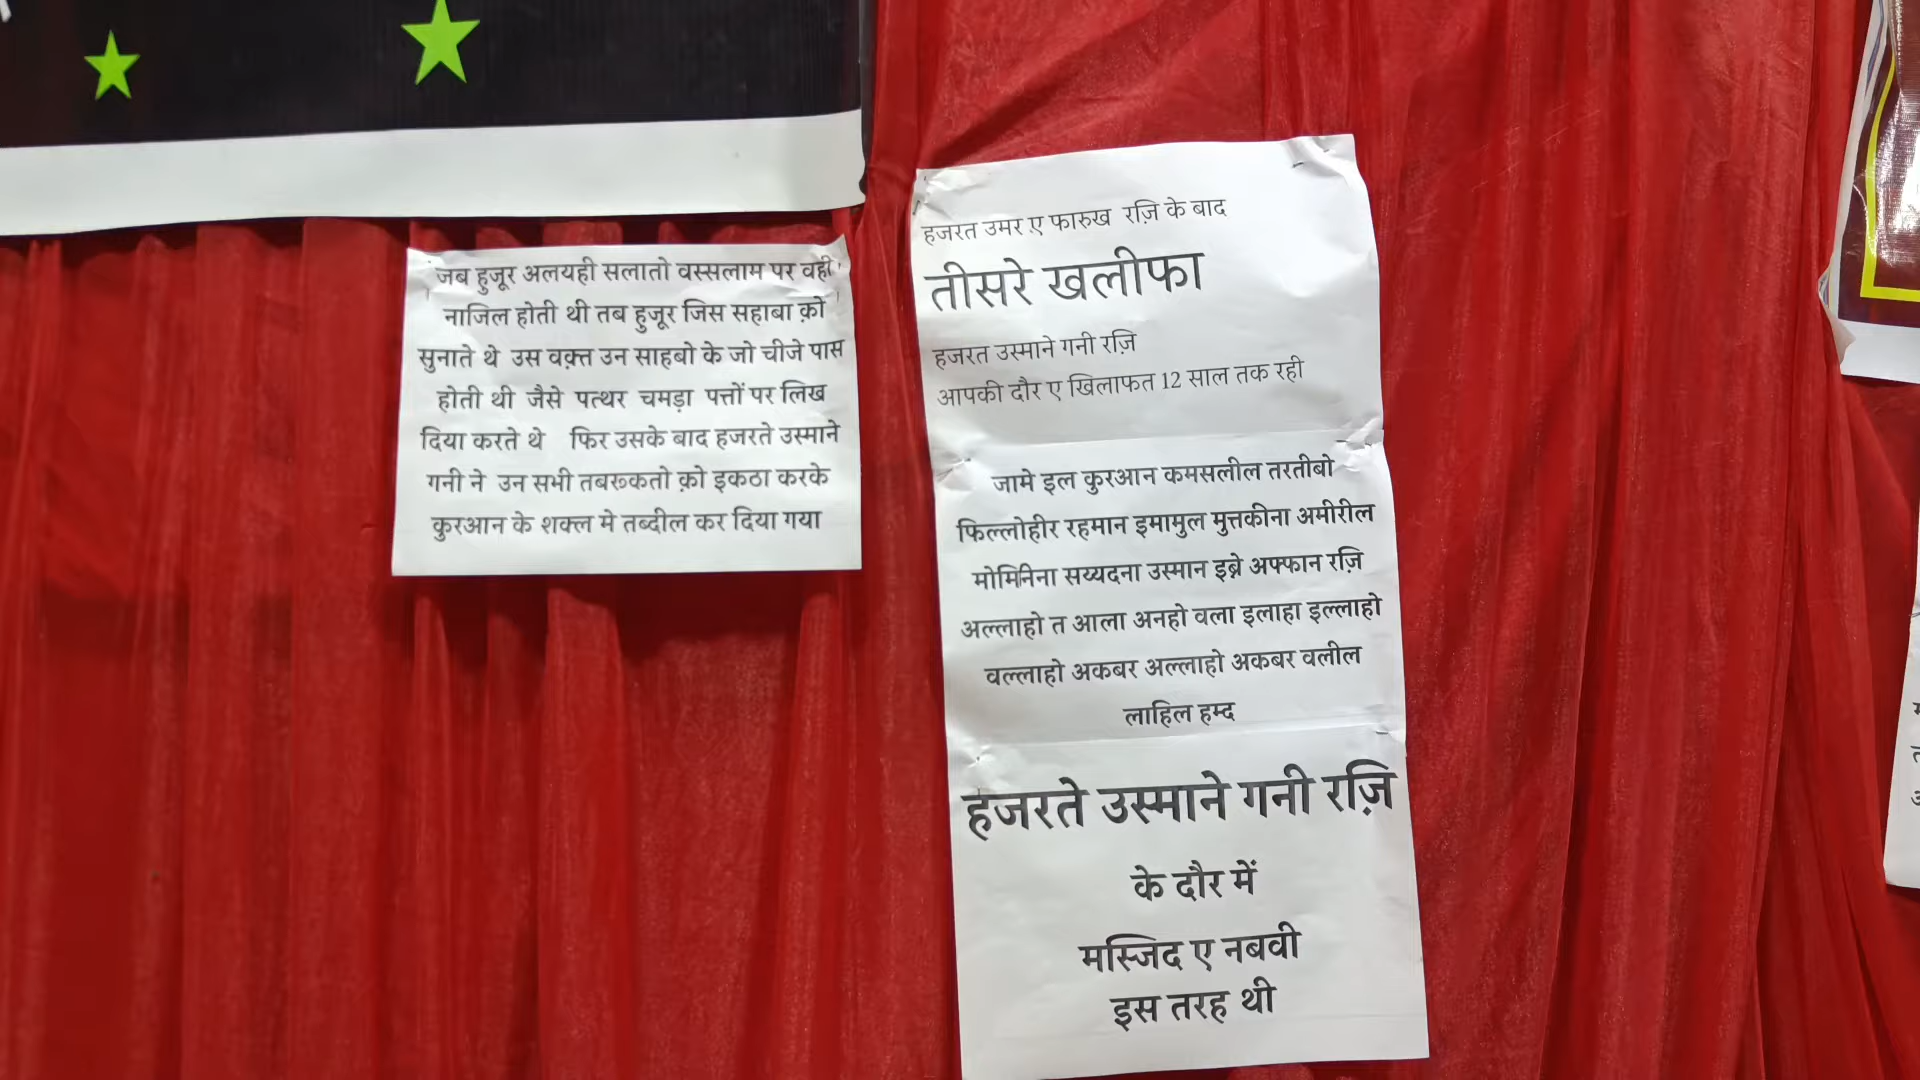 जब हुजूर अलयही सलातो वस्सलाम पर वही
नाजिल होती थी तब हुजूर जिस सहाबा क़ो
सुनाते थे उस वक़्त उन साहबो के जो चीजे पास
होती थी जैसे पत्थर चमड़ा पत्तों पर लिख
दिया करते थे फिर उसके बाद हजरते उस्माने
गनी ने उन सभी तबरूकतो क़ो इकठा करके
कुरआन के शक्ल मे तब्दील कर दिया गया
हजरत उमर ए फारुख रज़ि के बाद
तीसरे खलीफा
हजरत उस्माने गनी रज़ि
आपकी दौर ए खिलाफत 12 साल तक रही
जामे इल कुरआन कमसलील तरतीबो
फिल्लोहीर रहमान इमामुल मुत्तकीना अमीरील
मोमिनिना सय्यदना उस्मान इब्ने अफ्फान रज़ि
अल्लाहो त आला अनहो वला इलाहा इल्लाहो
वल्लाहो अकबर अल्लाहो अकबर वलील
लाहिल हम्द
हजरते उस्माने गनी रज़ि
के दौर में
मस्जिद ए नबवी
इस तरह थी